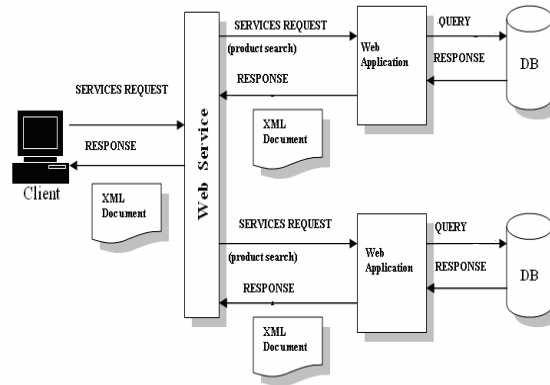 SERVICES REQUEST
(product search)
RESPONSE
XML
Document
Web
Application
QUERY
RESPONSE
DB
SERVICES REQUEST
RESPONSE
Client
XML
Document
Web Service
SERVICES REQUEST
(product search)
RESPONSE
XML
Document
Web
Application
QUERY
RESPONSE
DB